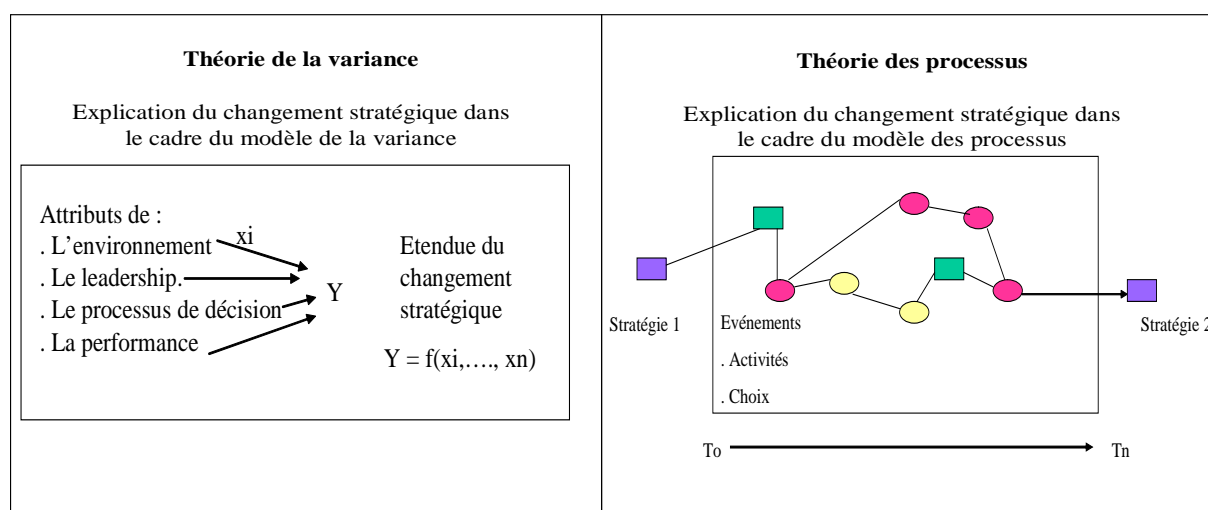 Théorie de la variance
Explication du changement stratégique dans
le cadre du modèle de la variance
Attributs de :
. L'environnement
xi
. Le leadership.
. Le processus de décision
. La performance
Y
Etendue du
changement
stratégique
Y = f(xi,…., xn)
Théorie des processus
Explication du changement stratégique dans
le cadre du modèle des processus
Stratégie 1
Evénements
. Activités
. Choix
Stratégie 2
To
Tn